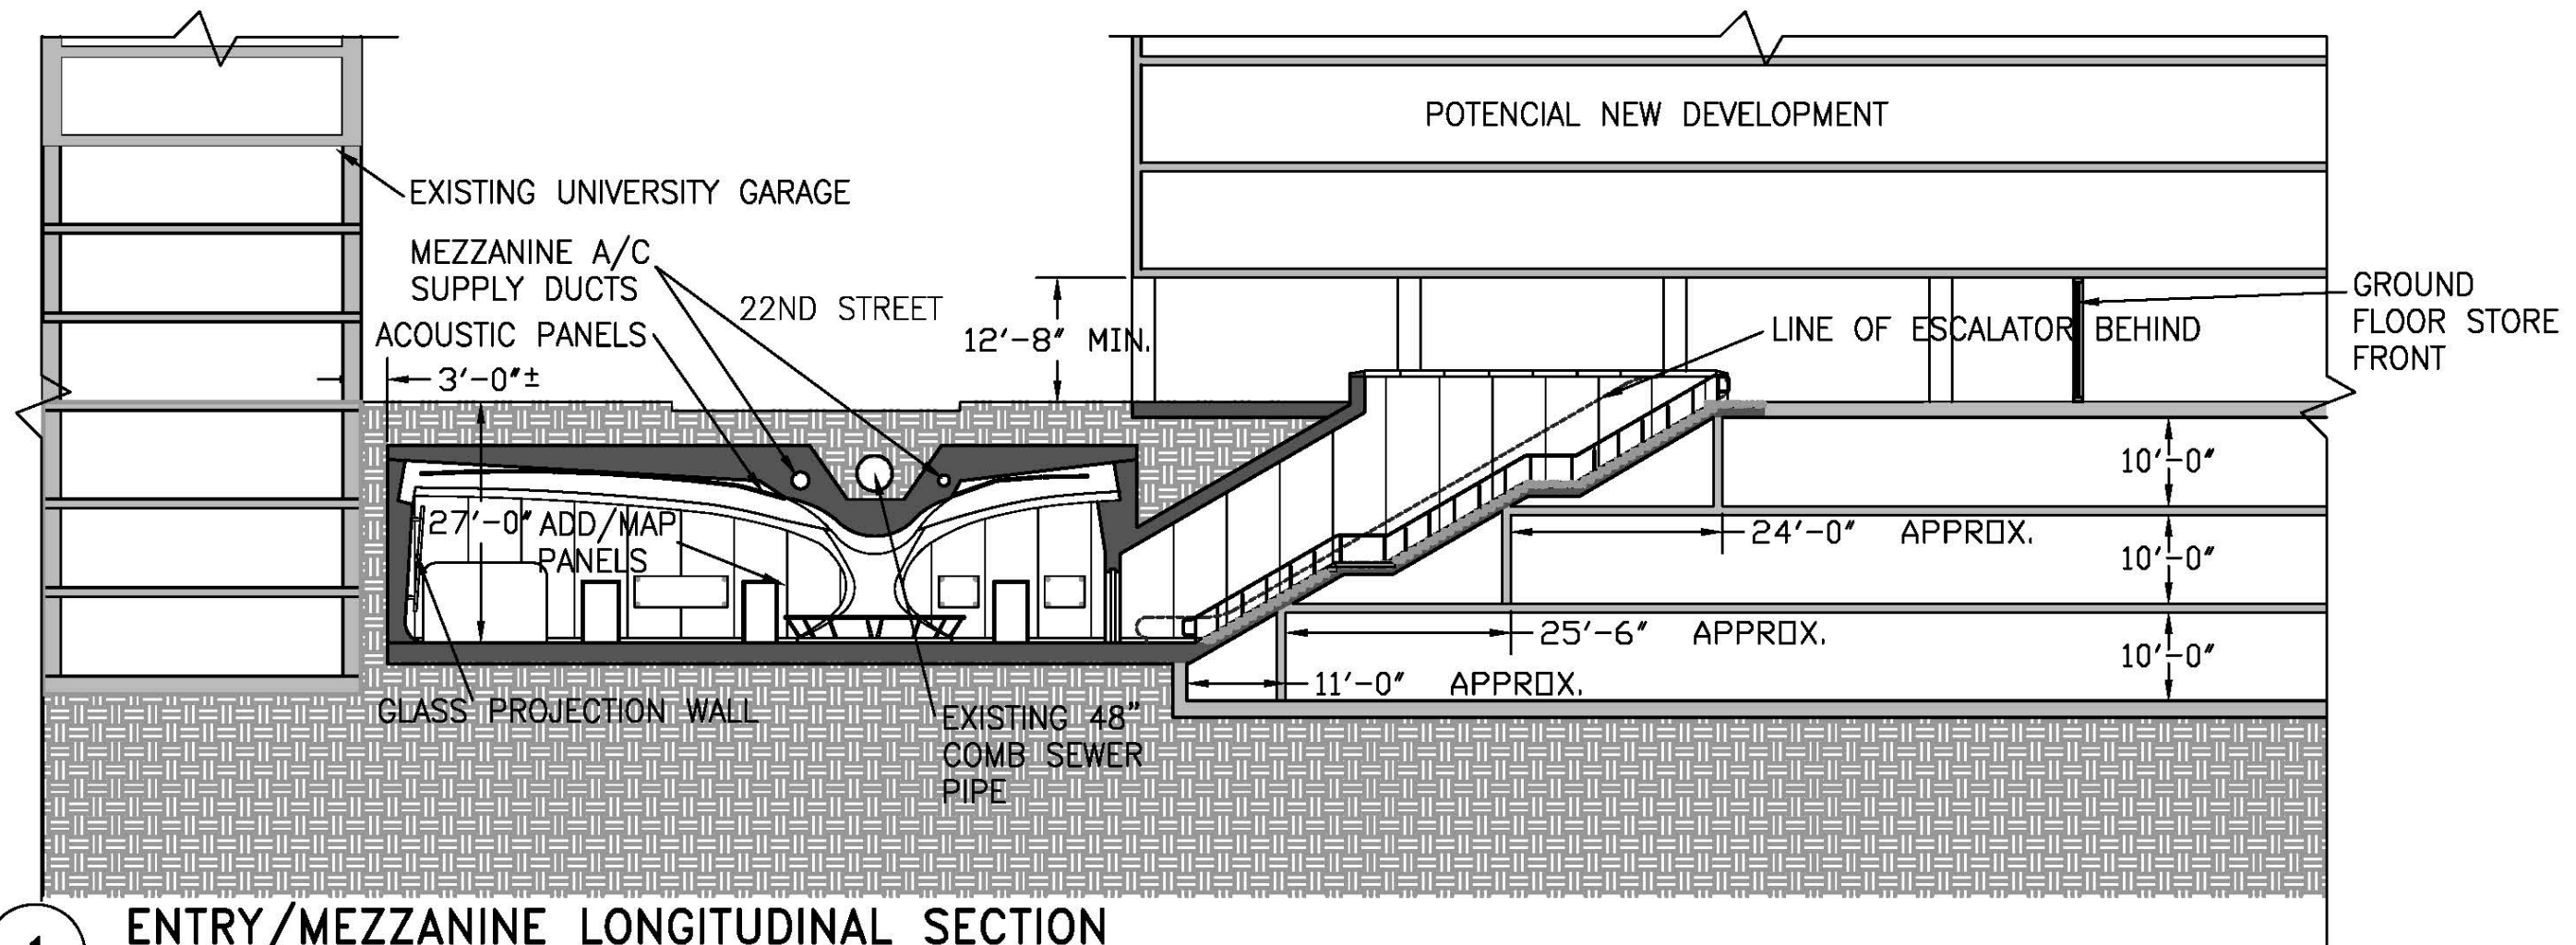 POTENCIAL NEW DEVELOPMENT
EXISTING UNIVERSITY GARAGE
MEZZANINE A/C
SUPPLY DUCTS
22ND STREET
ACOUSTIC PANELS
3'-0"±
12'-8" MIN.
LINE OF ESCALATOR BEHIND
GROUND
FLOOR STORE
FRONT
10'-0"
27'-0"
ADD/MAP
PANELS
24'-0" APPROX.
10'-0"
25'-6" APPROX.
10'-0"
11'-0" APPROX.
GLASS PROJECTION WALL
EXISTING 48"
COMB SEWER
PIPE
1
ENTRY/MEZZANINE LONGITUDINAL SECTION